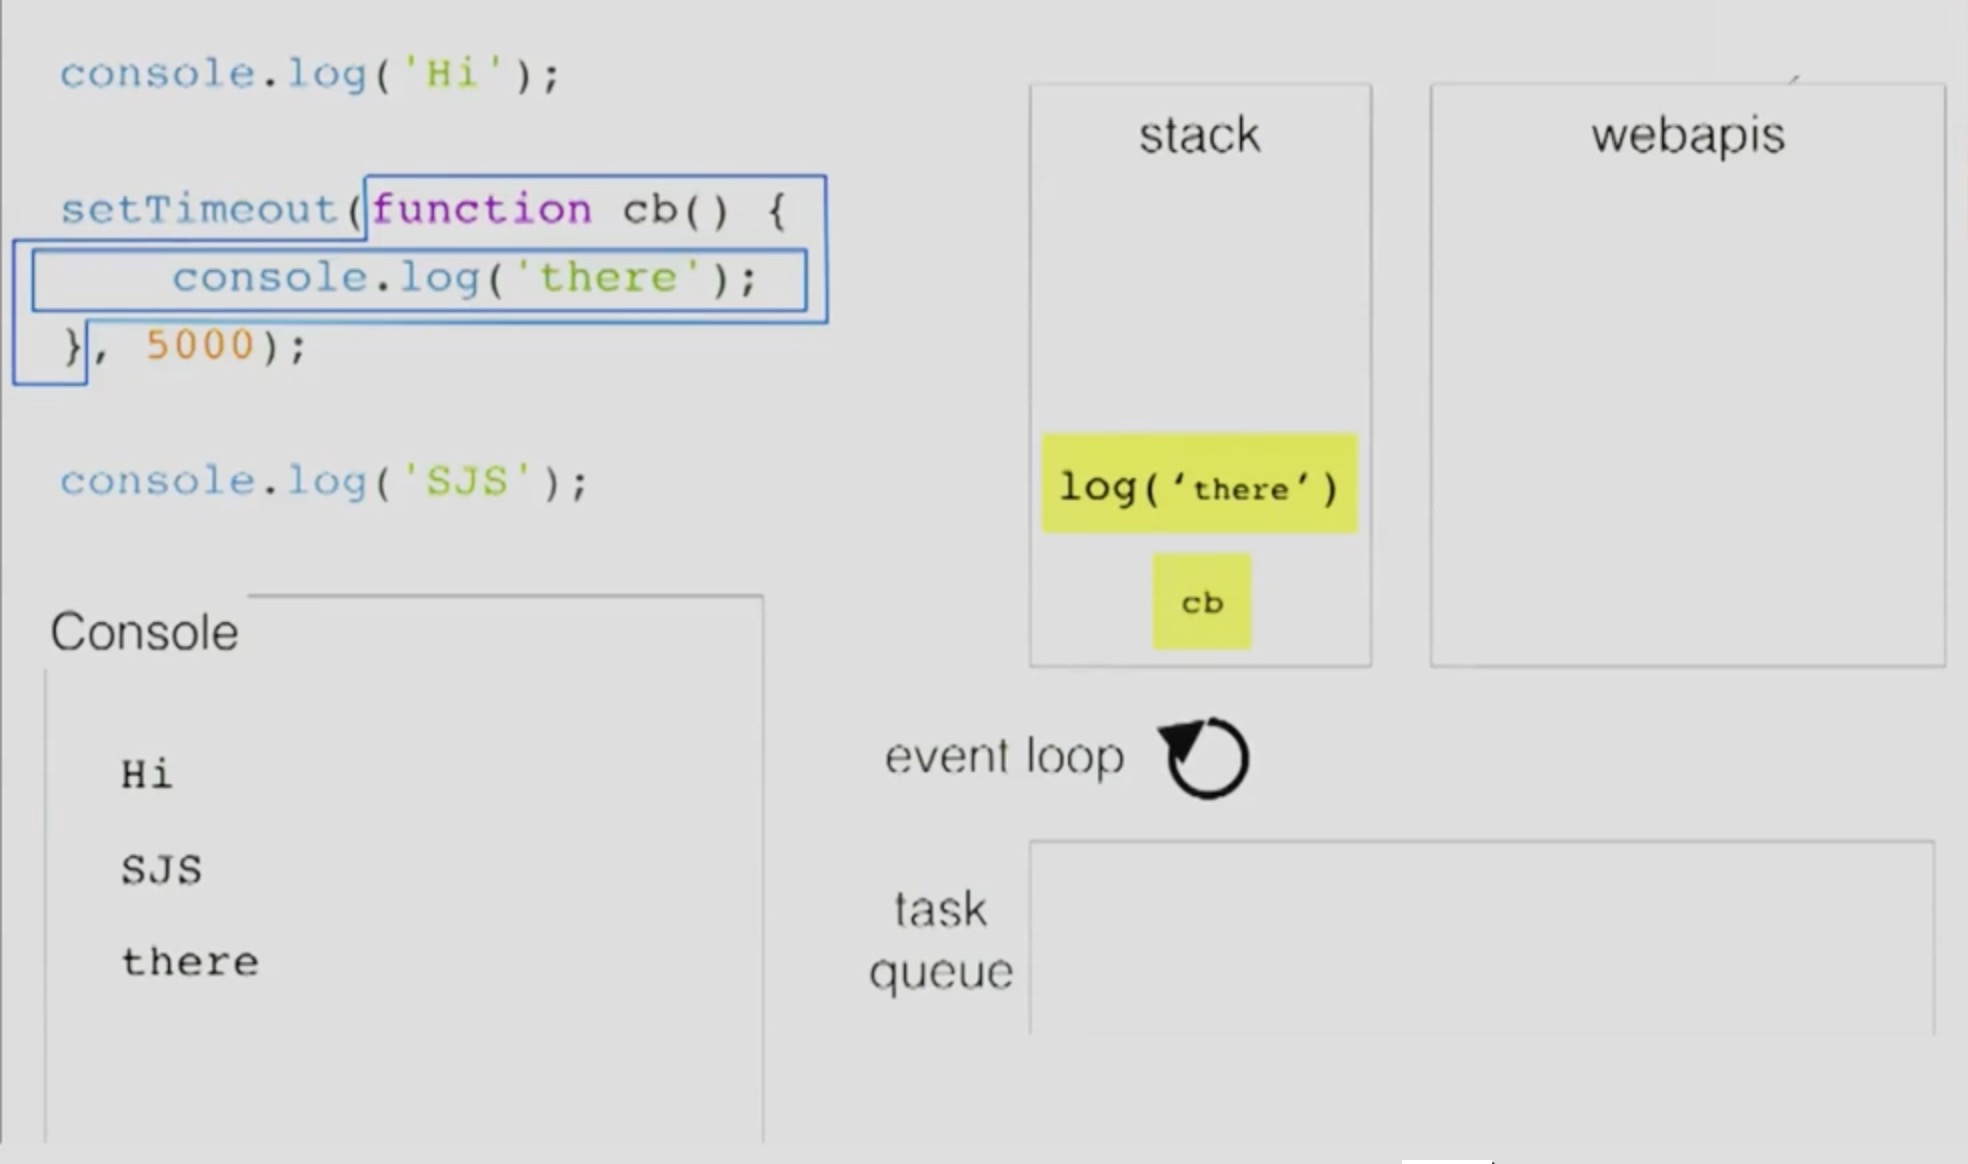 console.log('Hi');
setTimeout(function cb() {
console.log('there');
}, 5000);
console.log('SJS');
Console
Hi
SJS
there
stack
log(‘there’)
cb
webapis
event loop
task
queue